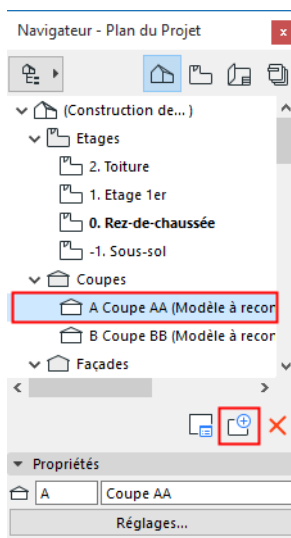 Navigateur - Plan du Projet
x
(Construction de... )
Etages
2. Toiture
1. Etage 1er
0. Rez-de-chaussée
-1. Sous-sol
Coupes
A Coupe AA (Modèle à recor
B Coupe BB (Modèle à recor
Façades
Propriétés
A Coupe AA
Réglages...